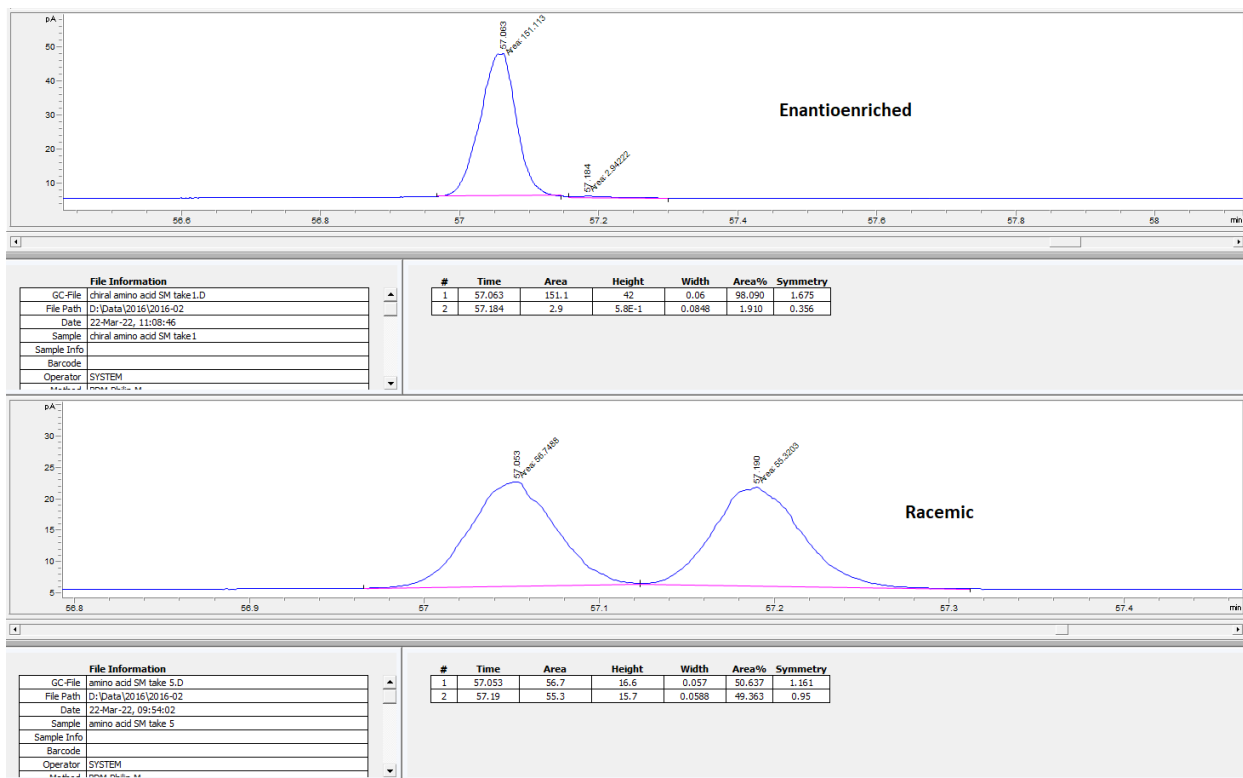 pA
50
40
30
20
10
57.063
Area: 151.113
57.184
Area: 2.94222
Enantioenriched
56.6 56.8 57 57.2 57.4 57.6 57.8 58 min
File Information
GC-File chiral amino acid SM take1.D
File Path D:\Data\2016\2016-02
Date 22-Mar-22, 11:08:46
Sample chiral amino acid SM take1
Sample Info
Barcode
Operator SYSTEM
# Time Area Height Width Area% Symmetry
1 57.063 151.1 42 0.06 98.090 1.675
2 57.184 2.9 5.8E-1 0.0848 1.910 0.356
pA
30
25
20
15
10
5
57.053
Area: 56.7488
57.190
Area: 55.3203
Racemic
56.8 56.9 57 57.1 57.2 57.3 57.4 min
File Information
GC-File amino acid SM take 5.D
File Path D:\Data\2016\2016-02
Date 22-Mar-22, 09:54:02
Sample amino acid SM take 5
Sample Info
Barcode
Operator SYSTEM
# Time Area Height Width Area% Symmetry
1 57.053 56.7 16.6 0.057 50.637 1.161
2 57.19 55.3 15.7 0.0588 49.363 0.95